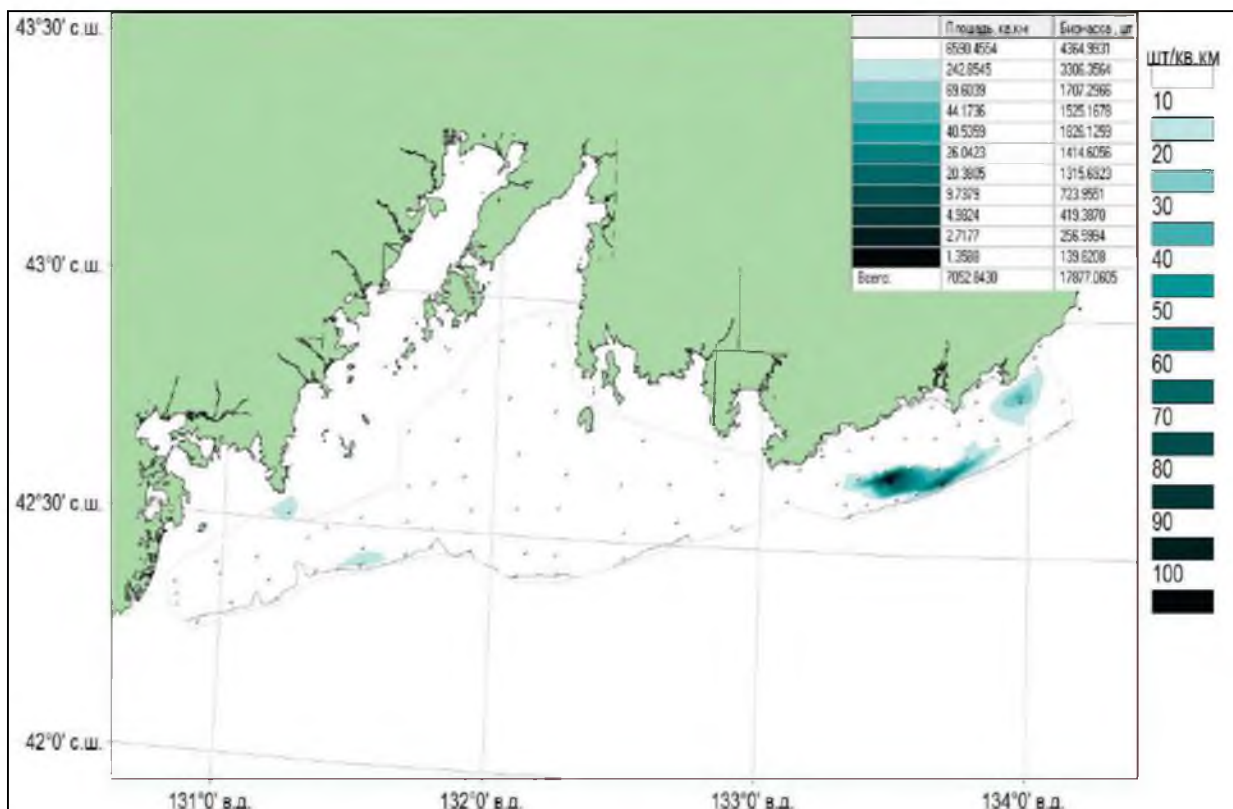 43°30' с.ш.
43°0' с.ш.
42°30' с.ш.
42°0' с.ш.
131°0' в.д.
132°0' в.д.
133°0' в.д.
134°0' в.д.
Площадь, кв.км Биомасса, шт
6590.4554 4364.9931
242.8545 3306.3564
69.6039 1707.2966
44.1736 1525.1678
40.5359 1826.1259
26.0423 1414.6056
20.3805 1315.6923
9.7379 723.9551
4.9824 419.3870
2.7177
1.3588 139.8208
Всего: 7052.8430 17877.0605
шт/кв.км
10
20
30
40
50
60
70
80
90
100